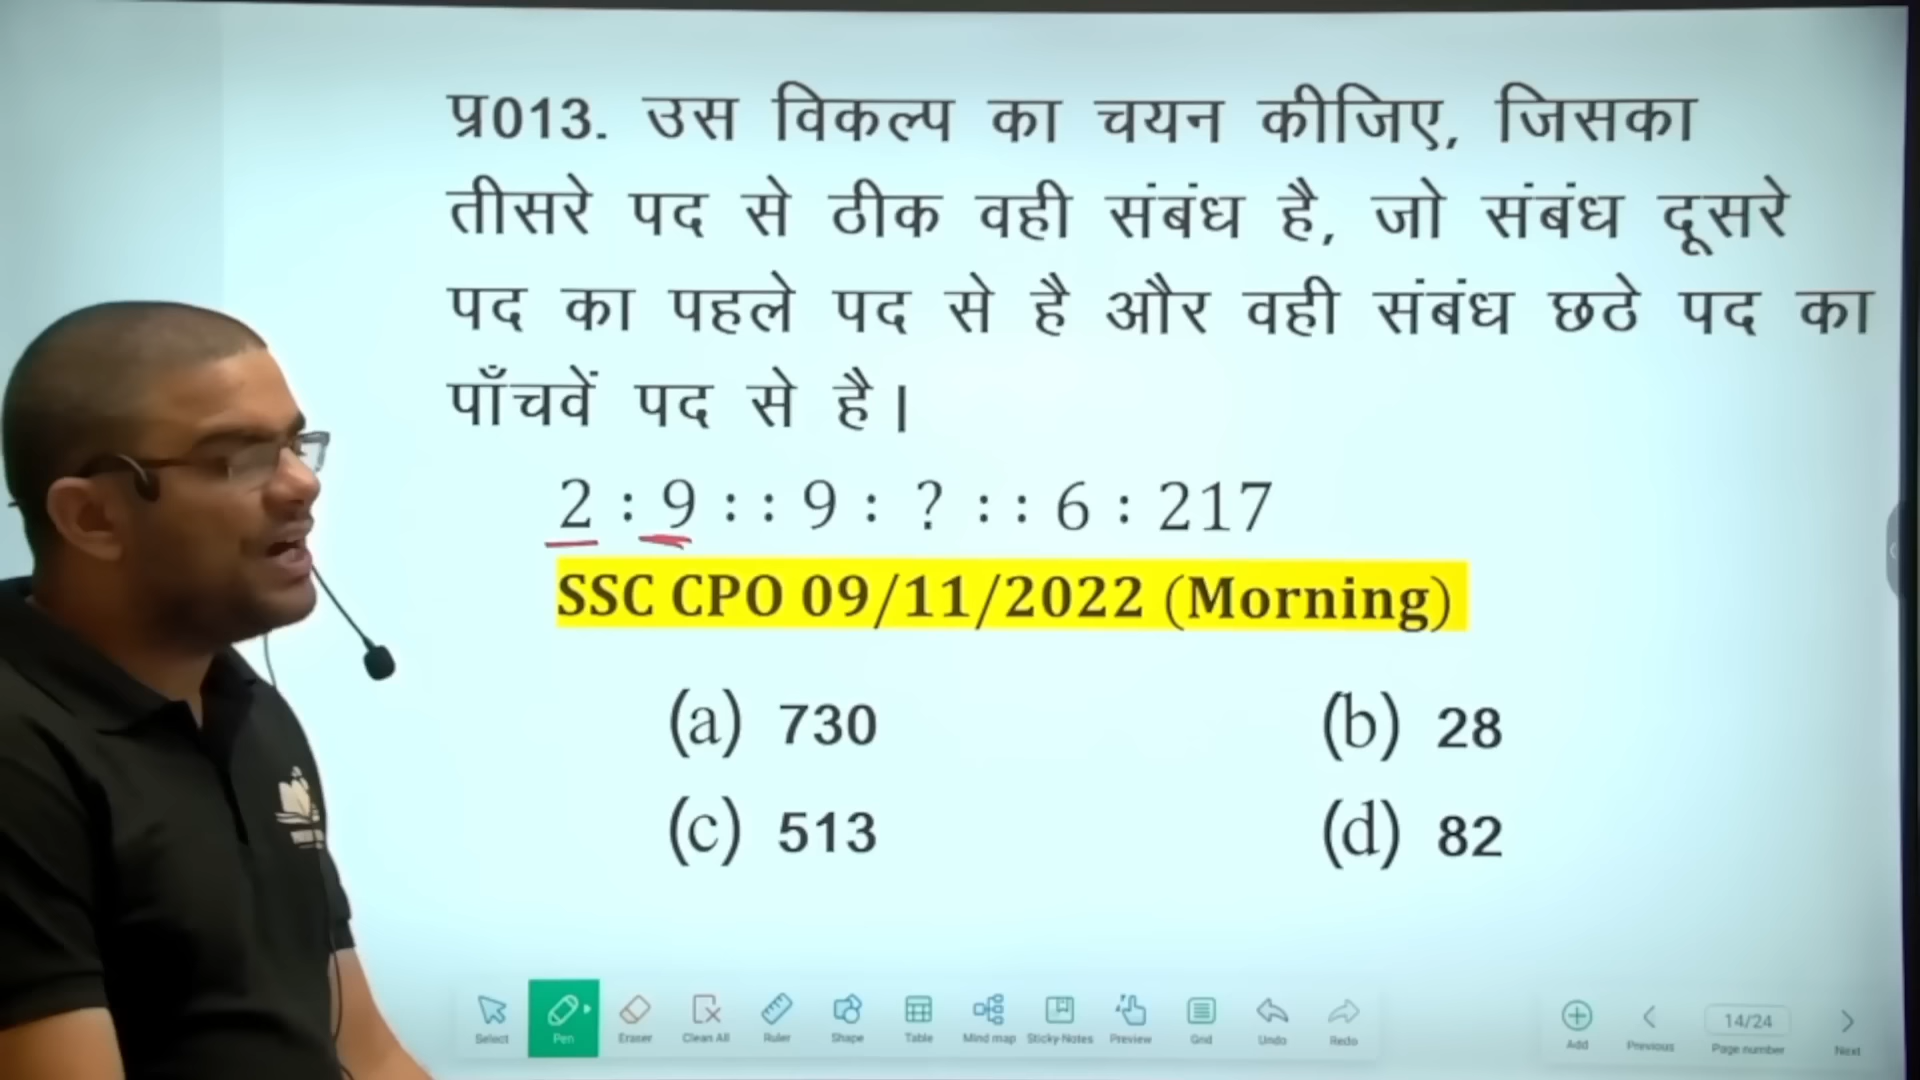 प्र013. उस विकल्प का चयन कीजिए, जिसका
तीसरे पद से ठीक वही संबंध है, जो संबंध दूसरे
पद का पहले पद से है और वही संबंध छठे पद का
पाँचवें पद से है।
2 : 9 : : 9 : ? : : 6 : 217
SSC CPO 09/11/2022 (Morning)
(a) 730 (b) 28
(c) 513 (d) 82
Select Pen Eraser Clean All Ruler Shape Table Mind map Sticky-Notes Preview Grid Undo Redo Add Previous 14/24 Page number Next